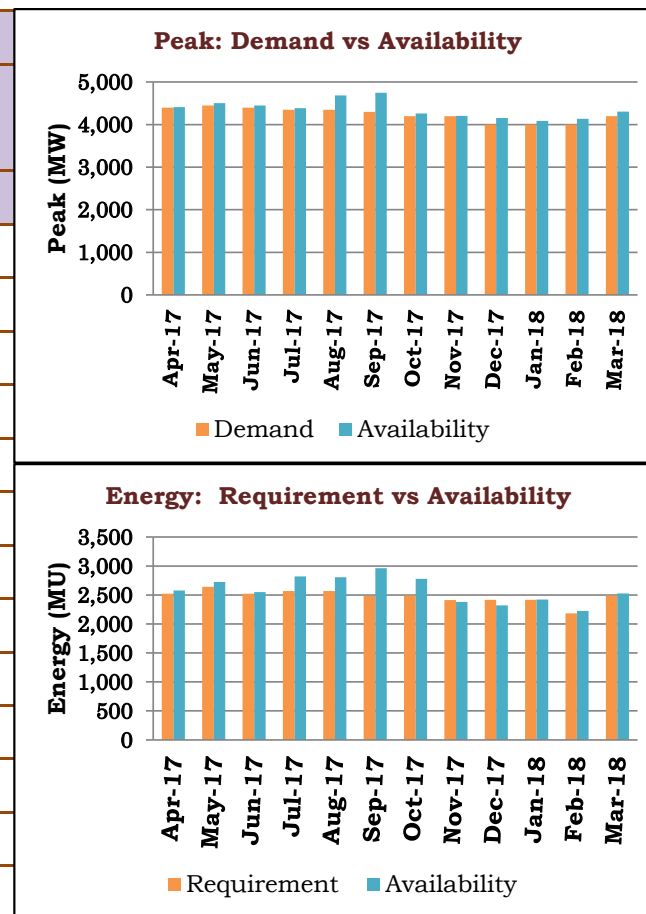 Peak: Demand vs Availability
Peak (MW)
5,000
4,000
3,000
2,000
1,000
0
Apr-17 May-17 Jun-17 Jul-17 Aug-17 Sep-17 Oct-17 Nov-17 Dec-17 Jan-18 Feb-18 Mar-18
Demand Availability
Energy: Requirement vs Availability
Energy (MU)
3,500
3,000
2,500
2,000
1,500
1,000
500
0
Apr-17 May-17 Jun-17 Jul-17 Aug-17 Sep-17 Oct-17 Nov-17 Dec-17 Jan-18 Feb-18 Mar-18
Requirement Availability